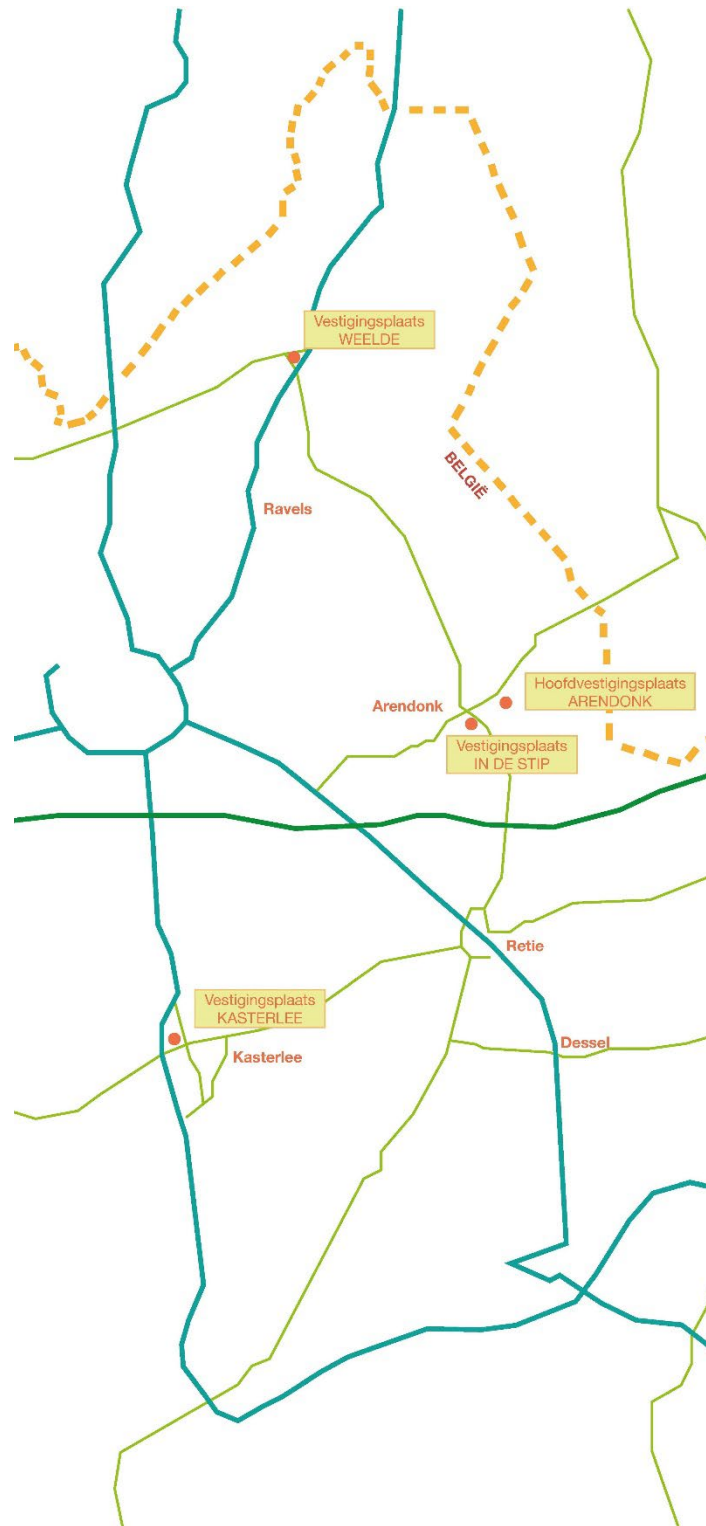 Vestigingsplaats
WEELDE
BELGIË
Ravels
Hoofdvestigingsplaats
ARENDONK
Arendonk
Vestigingsplaats
IN DE STIP
Retie
Vestigingsplaats
KASTERLEE
Dessel
Kasterlee